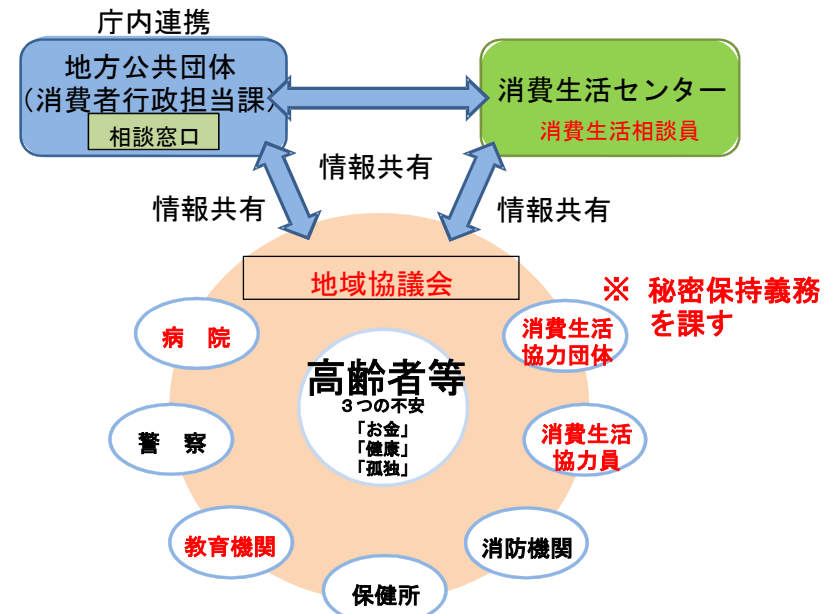 庁内連携
地方公共団体
（消費者行政担当課）
相談窓口
消費生活センター
消費生活相談員
情報共有
情報共有
情報共有
地域協議会
※ 秘密保持義務
を課す
病 院
消費生活
協力団体
高齢者等
３つの不安
「お金」
「健康」
「孤独」
警 察
消費生活
協力員
教育機関
消防機関
保健所